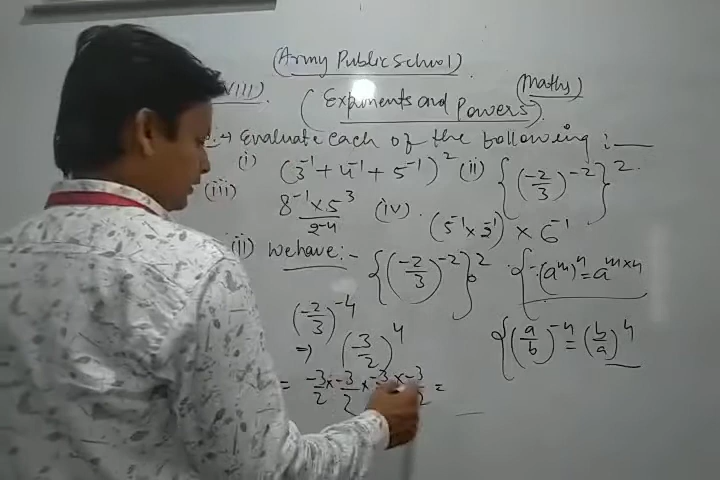 (Army Public School)
VIII) (Maths)
(Exponents and Powers).
Evaluate each of the following :—
(i) (3⁻¹ + 4⁻¹ + 5⁻¹)² (ii) {(-2/3)⁻²}²
(iii) 8⁻¹ × 5³ / 2⁻⁴ (iv). (5⁻¹ × 2⁻¹) × 6⁻¹
(ii) We have :- {(-2/3)⁻²}² {(aᵐ)ⁿ = aᵐˣⁿ
(-2/3)⁻⁴
⇒ (3/2)⁴ {(a/b)⁻ⁿ = (b/a)ⁿ
= -3/2 × -3/2 × -3 × -3/2 =